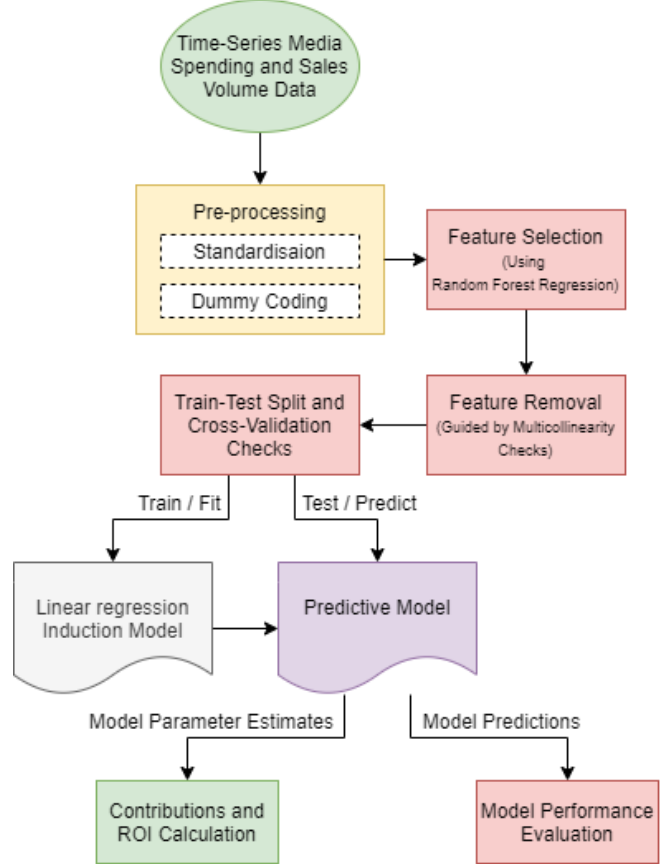 Time-Series Media
Spending and Sales
Volume Data
Pre-processing
Standardisaion
Dummy Coding
Feature Selection
(Using
Random Forest Regression)
Feature Removal
(Guided by Multicollinearity
Checks)
Train-Test Split and
Cross-Validation
Checks
Train / Fit
Test / Predict
Linear regression
Induction Model
Predictive Model
Model Parameter Estimates
Model Predictions
Contributions and
ROI Calculation
Model Performance
Evaluation